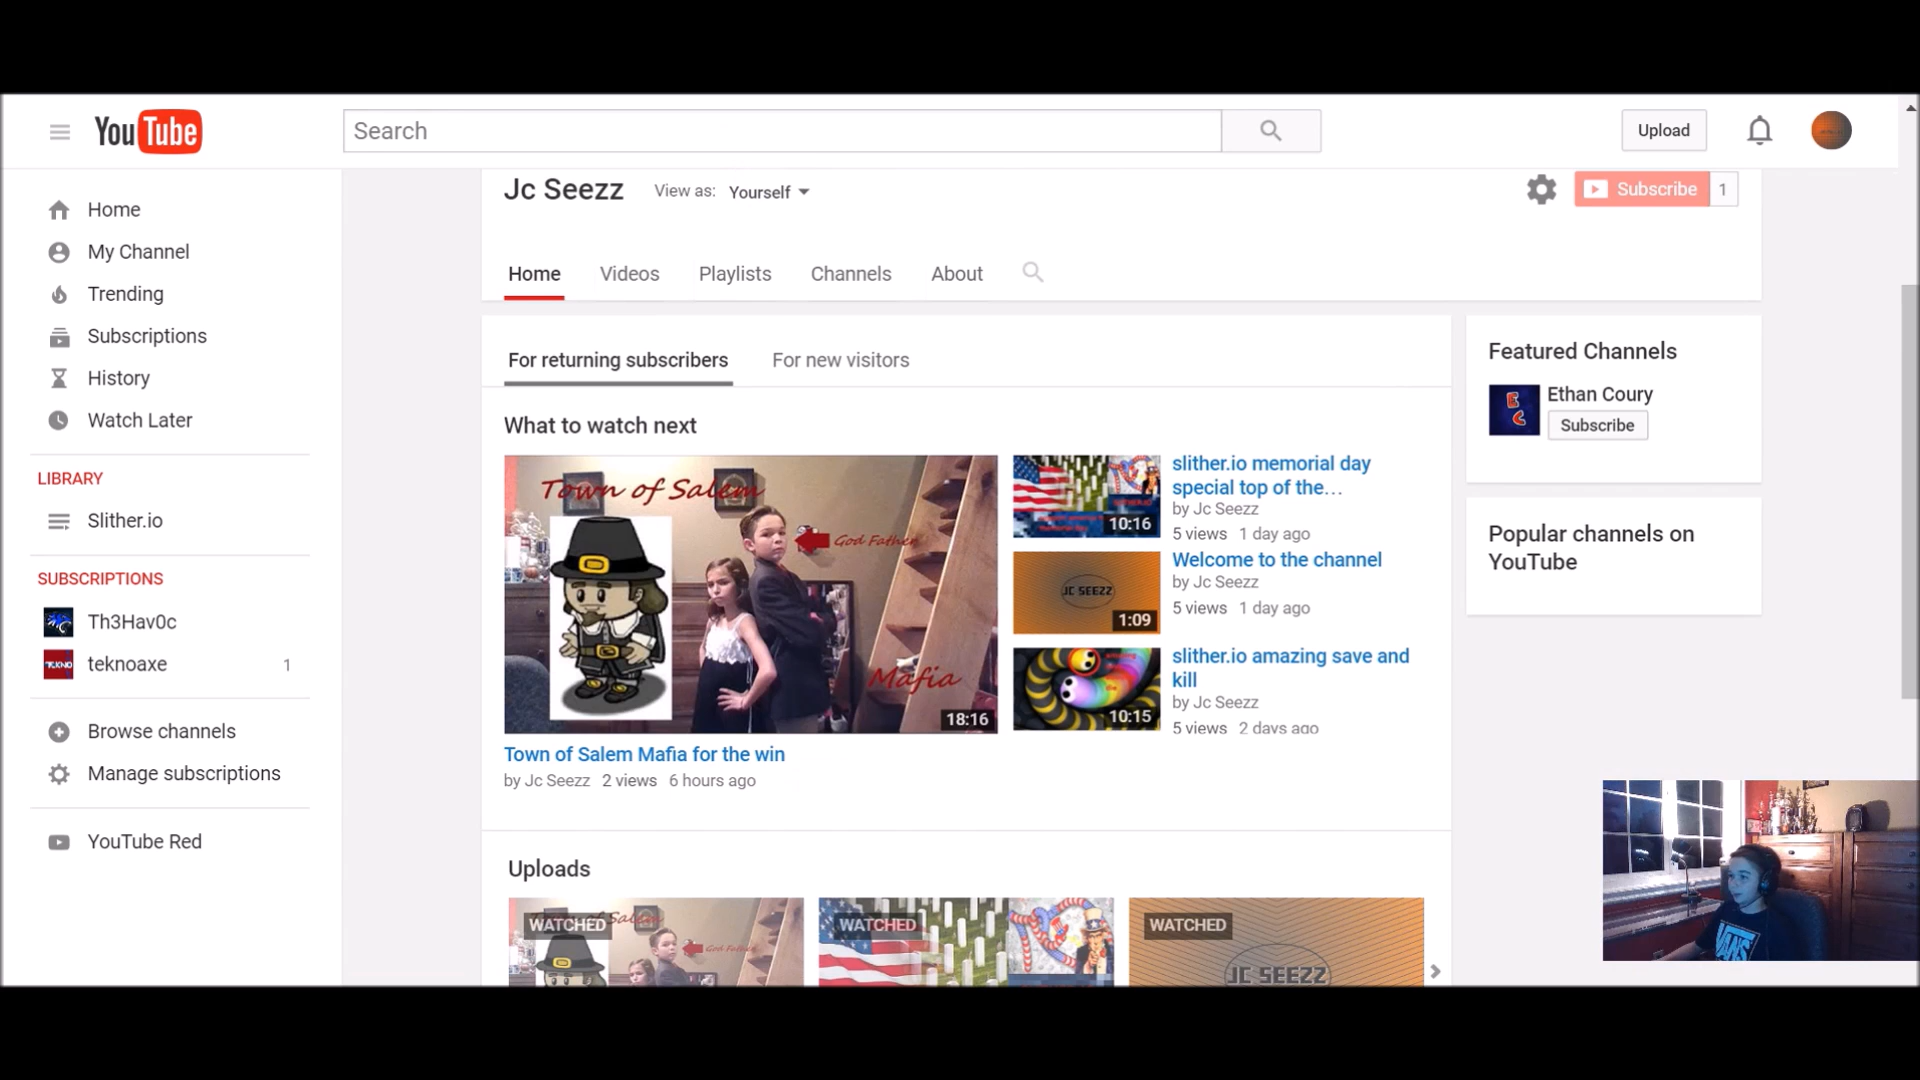 YouTube
Search
Upload
Home
My Channel
Trending
Subscriptions
History
Watch Later
LIBRARY
Slither.io
SUBSCRIPTIONS
Th3Hav0c
TEKNO
teknoaxe 1
Browse channels
Manage subscriptions
YouTube Red
Jc Seezz View as: Yourself
Subscribe 1
Home Videos Playlists Channels About
For returning subscribers For new visitors
What to watch next
Town of Salem
God Father
Mafia
18:16
Town of Salem Mafia for the win
by Jc Seezz 2 views 6 hours ago
10:16
slither.io memorial day
special top of the...
by Jc Seezz
5 views 1 day ago
JC SEEZZ
1:09
Welcome to the channel
by Jc Seezz
5 views 1 day ago
10:15
slither.io amazing save and
kill
by Jc Seezz
5 views 2 days ago
Featured Channels
E
C
Ethan Coury
Subscribe
Popular channels on
YouTube
Uploads
WATCHED
God Father
WATCHED
WATCHED
JC SEEZZ
VANS